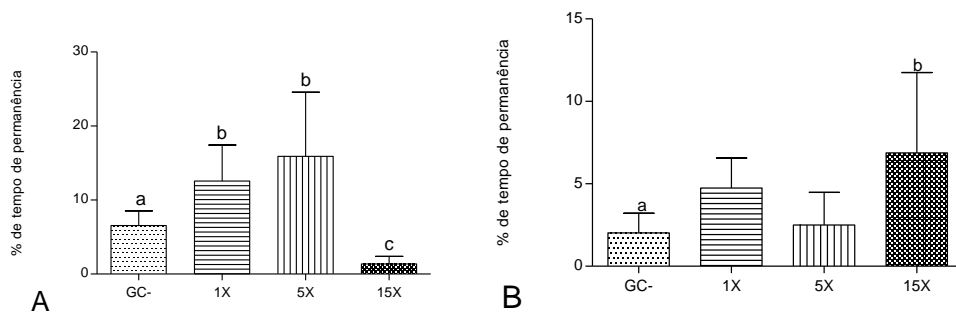 % de tempo de permanência
30
20
10
0
a
b
b
c
GC-
1X
5X
15X
A
% de tempo de permanência
15
10
5
0
a
b
GC-
1X
5X
15X
B